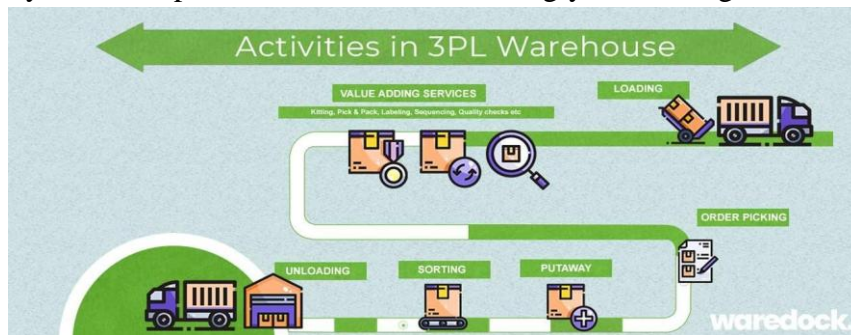 Activities in 3PL Warehouse
VALUE ADDING SERVICES
Kitting, Pick & Pack, Labeling, Sequencing, Quality checks etc
LOADING
ORDER PICKING
UNLOADING
SORTING
PUTAWAY
waredock